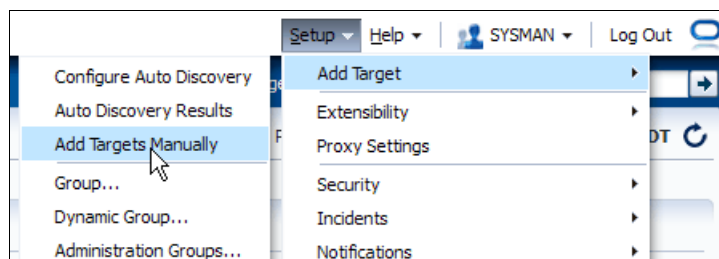 Setup Help SYSMAN Log Out
Configure Auto Discovery
Auto Discovery Results
Add Targets Manually
Group...
Dynamic Group...
Administration Groups...
Add Target
Extensibility
Proxy Settings
Security
Incidents
Notifications